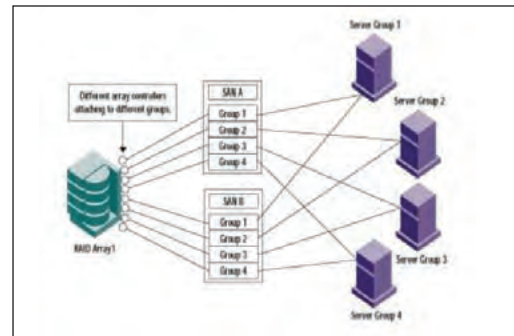 Server Group 1
Different array controllers
attaching to different groups.
SAN A
Group 1
Group 2
Group 3
Group 4
Server Group 2
RAID Array1
SAN B
Group 1
Group 2
Group 3
Group 4
Server Group 3
Server Group 4